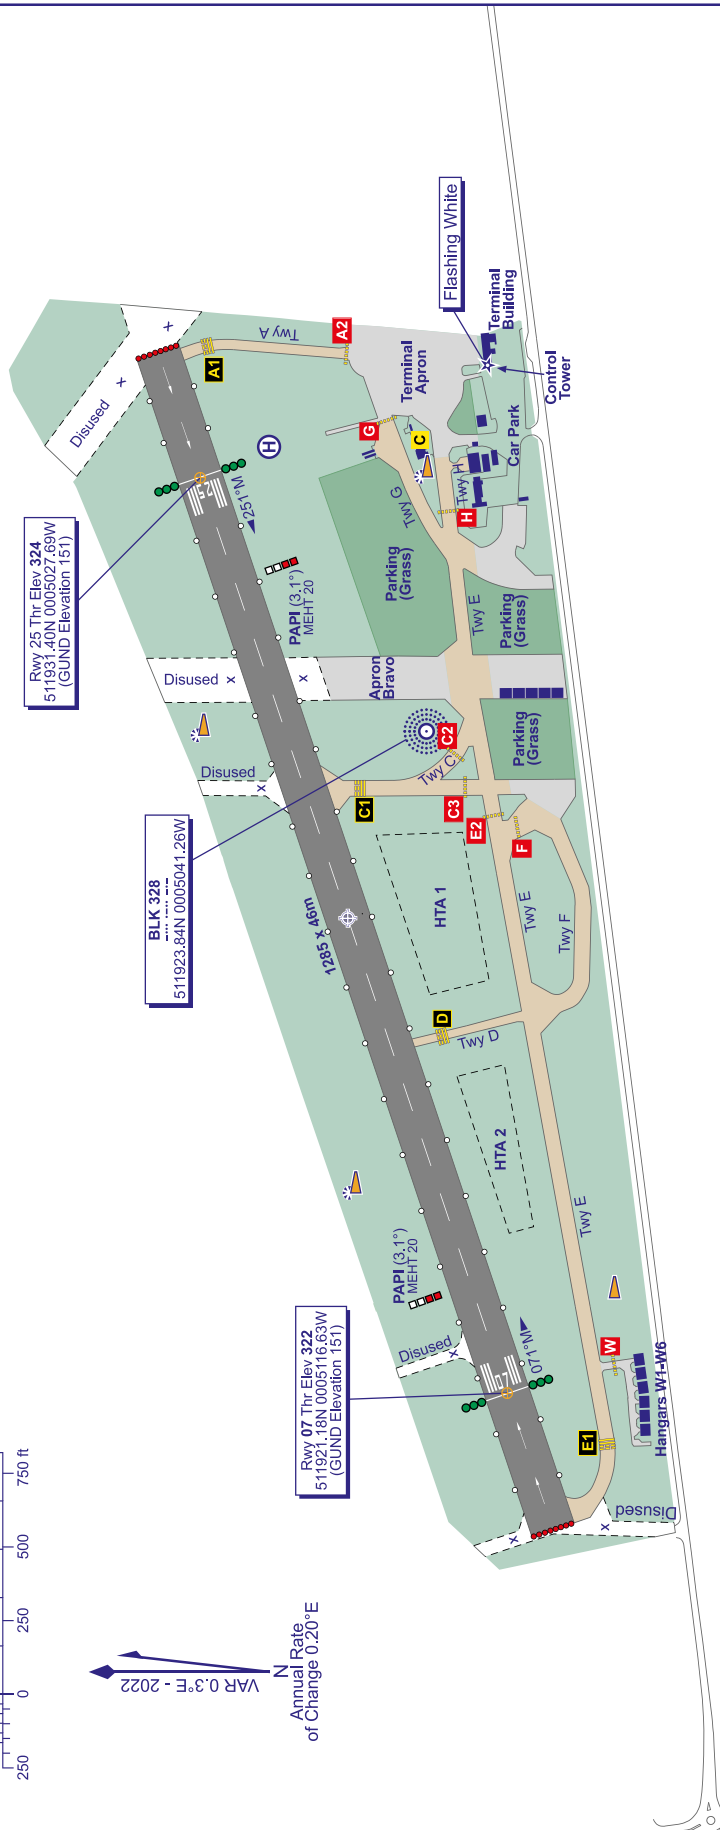 Flashing White
Terminal
Building
Control
Tower
Terminal
Apron
Car Park
Twy A
A2
A1
G
C
H
Twy H
Twy G
Disused
x
x
H
25
251°M
Rwy 25 Thr Elev 324
511931.40N 0005027.69W
(GUND Elevation 151)
PAPI (3.1°)
MEHT 20
Parking
(Grass)
Twy E
Parking
(Grass)
Apron
Bravo
Disused
x
x
Disused
x
Parking
(Grass)
C2
Twy C
C1
C3
E2
F
BLK 328
511923.84N 0005041.26W
1285 x 46m
HTA 1
Twy E
Twy F
D
Twy D
HTA 2
Twy E
PAPI (3.1°)
MEHT 20
Disused
x
07
071°M
Rwy 07 Thr Elev 322
511921.18N 0005116.63W
(GUND Elevation 151)
W
Hangars W1-W6
E1
Disused
x
x
250
0
250
500
750 ft
VAR 0.3°E - 2022
N
Annual Rate
of Change 0.20°E